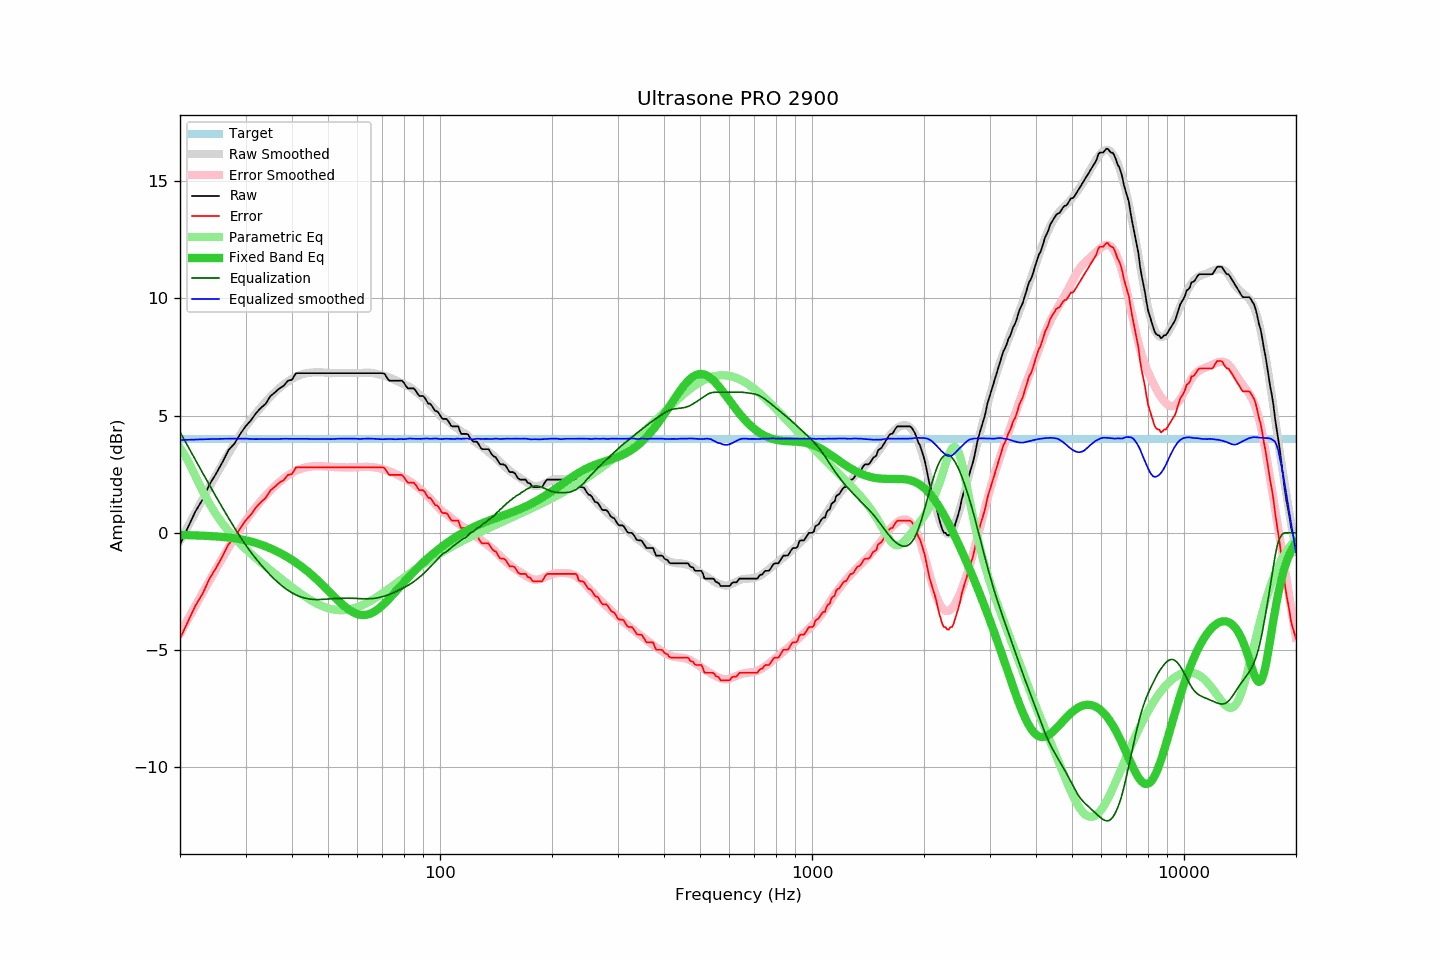 Ultrasone PRO 2900
Target
Raw Smoothed
Error Smoothed
Raw
Error
Parametric Eq
Fixed Band Eq
Equalization
Equalized smoothed
15
10
5
0
−5
−10
Amplitude (dBr)
100
1000
10000
Frequency (Hz)